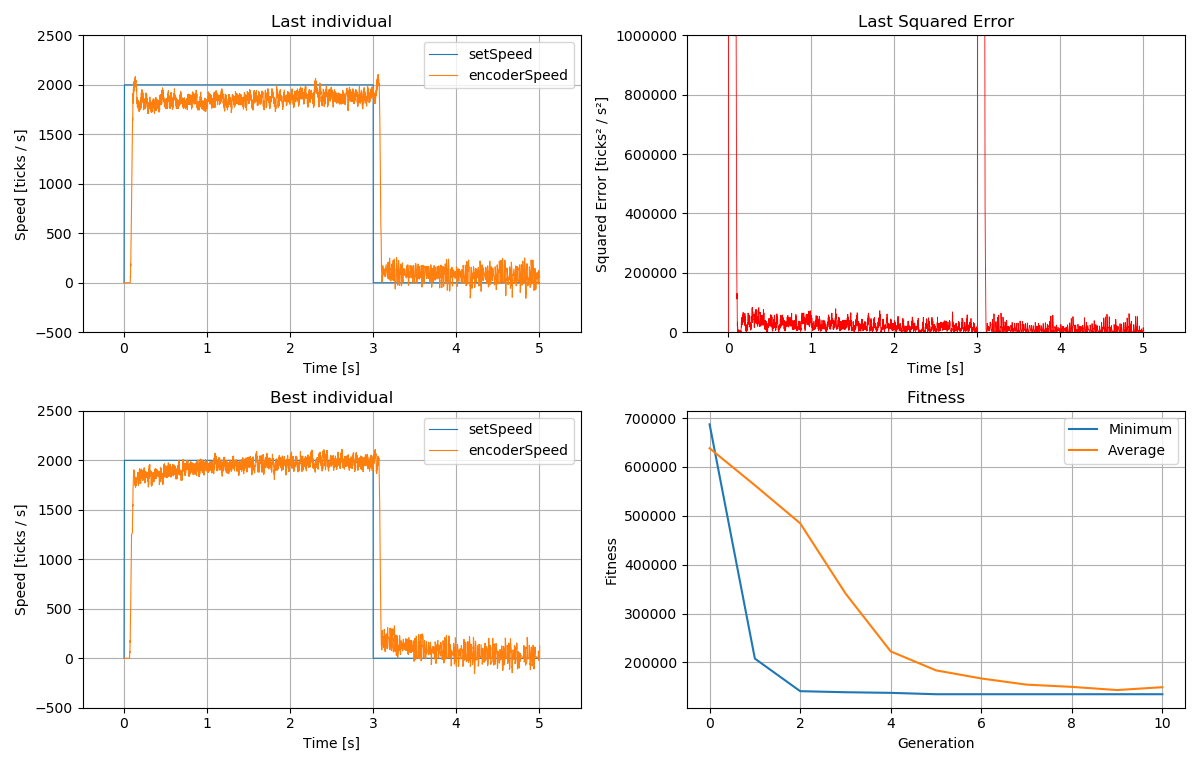 Last individual
2500
2000
1500
1000
500
0
−500
Speed [ticks / s]
setSpeed
encoderSpeed
0 1 2 3 4 5
Time [s]
Last Squared Error
1000000
800000
600000
400000
200000
0
Squared Error [ticks² / s²]
0 1 2 3 4 5
Time [s]
Best individual
2500
2000
1500
1000
500
0
−500
Speed [ticks / s]
setSpeed
encoderSpeed
0 1 2 3 4 5
Time [s]
Fitness
700000
600000
500000
400000
300000
200000
Fitness
Minimum
Average
0 2 4 6 8 10
Generation